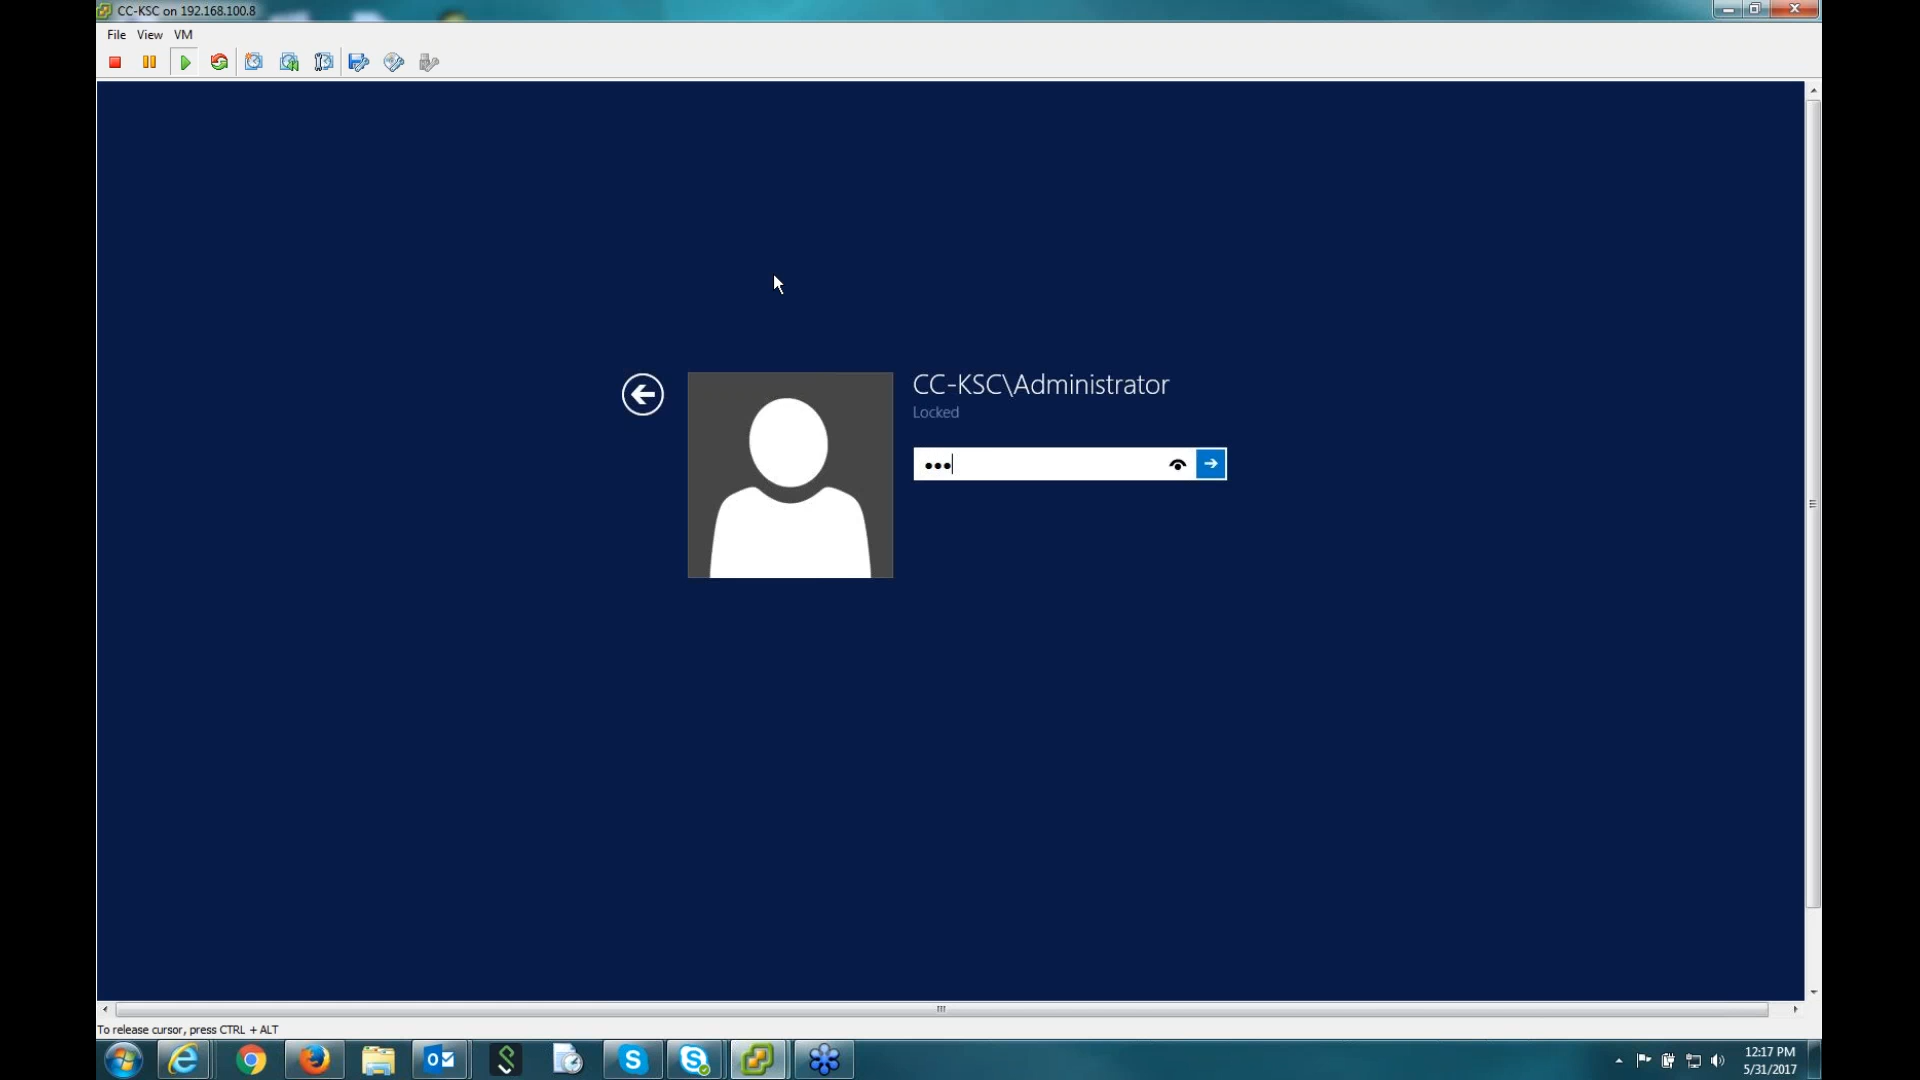 CC-KSC on 192.168.100.8
File View VM
CC-KSC\Administrator
Locked
To release cursor, press CTRL + ALT
12:17 PM
5/31/2017